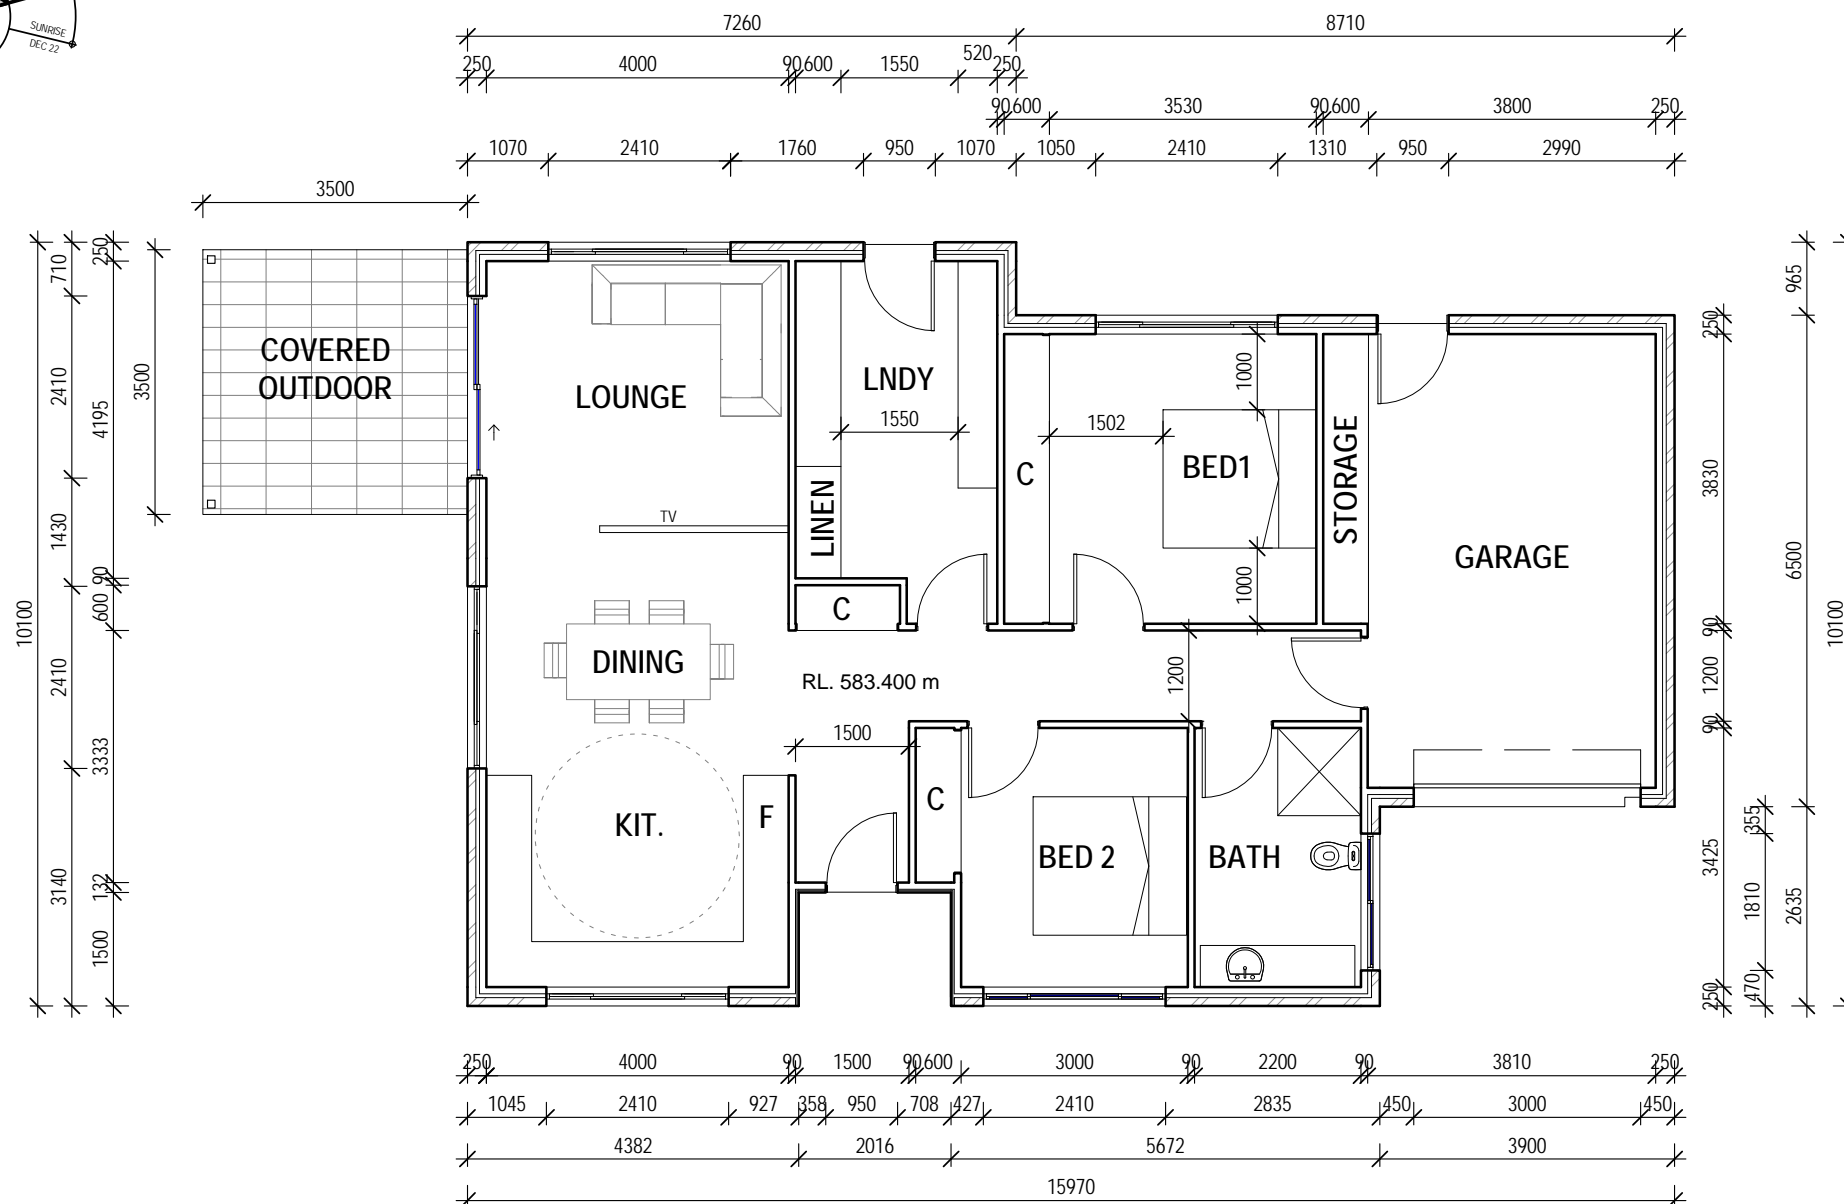 SUNRISE
DEC 22
7260 8710
250 4000 90 600 1550 520 250
90 600 3530 90 600 3800 250
1070 2410 1760 950 1070 1050 2410 1310 950 2990
3500
10100
710
2410
1430
2410
3140
250
4195
90
600
3333
132
1500
3500
COVERED
OUTDOOR
LOUNGE
TV
LNDY
1550
LINEN
C
C
1502
1000
BED1
1000
STORAGE
GARAGE
DINING
RL. 583.400 m
1200
1500
KIT.
F
C
BED 2
BATH
250
3830
90
1200
90
3425
250
355
1810
470
965
6500
2635
10100
250 4000 90 1500 90 600 3000 90 2200 90 3810 250
1045 2410 927 358 950 708 427 2410 2835 450 3000 450
4382 2016 5672 3900
15970